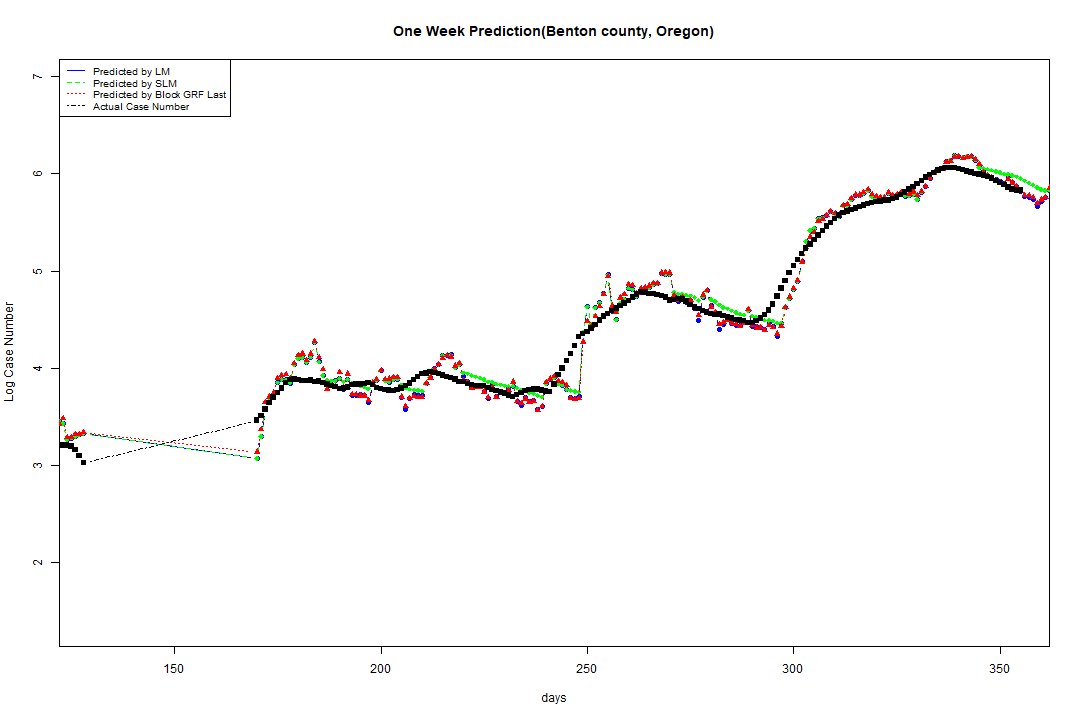 One Week Prediction(Benton county, Oregon)
Predicted by LM
Predicted by SLM
Predicted by Block GRF Last
Actual Case Number
7
6
5
4
3
2
Log Case Number
150 200 250 300 350
days